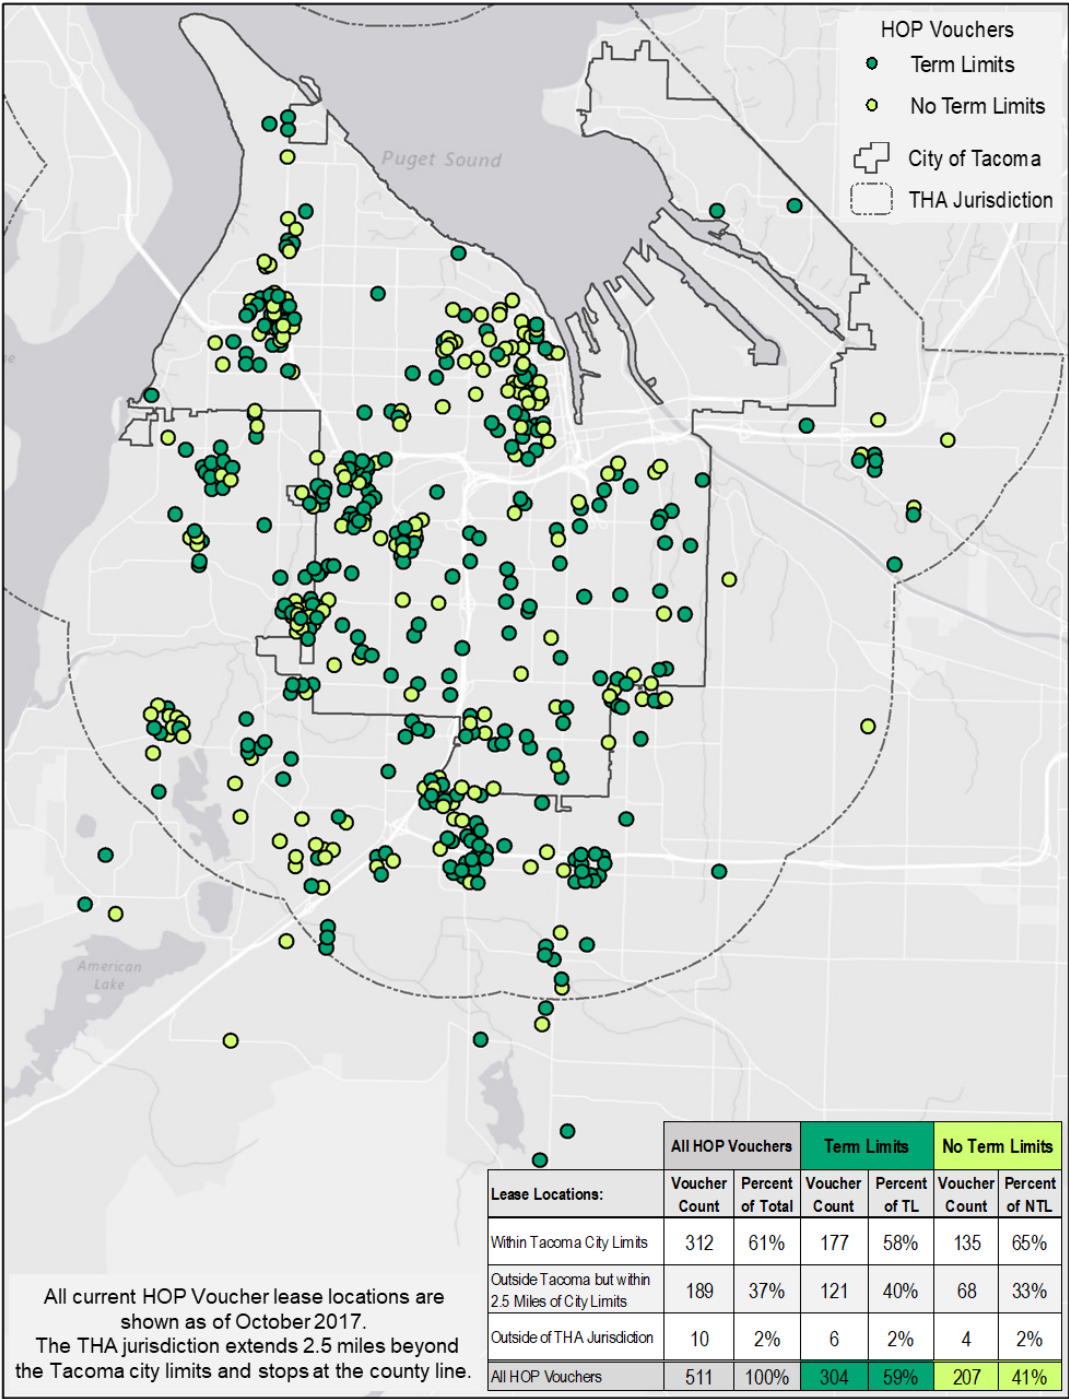 HOP Vouchers
Term Limits
No Term Limits
City of Tacoma
THA Jurisdiction
Puget Sound
American
Lake
All HOP Vouchers Term Limits No Term Limits
Lease Locations: Voucher Count Percent of Total Voucher Count Percent of TL Voucher Count Percent of NTL
Within Tacoma City Limits 312 61% 177 58% 135 65%
Outside Tacoma but within
2.5 Miles of City Limits 189 37% 121 40% 68 33%
Outside of THA Jurisdiction 10 2% 6 2% 4 2%
All HOP Vouchers 511 100% 304 59% 207 41%
All current HOP Voucher lease locations are
shown as of October 2017.
The THA jurisdiction extends 2.5 miles beyond
the Tacoma city limits and stops at the county line.